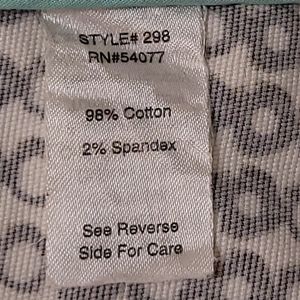 STYLE# 298
RN#54077
98% Cotton
2% Spandex
See Reverse
Side For Care